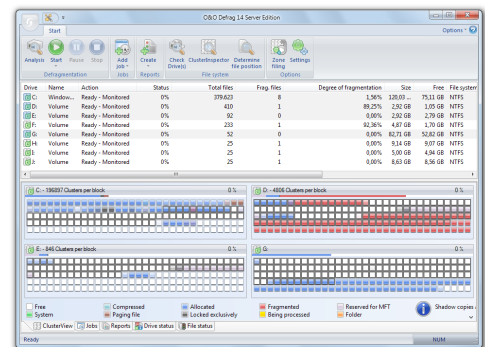 O&O Defrag 14 Server Edition
Start
Options
Analysis Start Pause Stop Add job Create Check Drive(s) ClusterInspector Determine file position Zone filing Settings
Defragmentation Jobs Reports File system Options
Drive Name Action Status Total files Frag. files Degree of fragmentation Size Free File system
C: Window... Ready - Monitored 0% 379.623 8 1,56% 120,03 ... 75,11 GB NTFS
D: Volume Ready - Monitored 0% 410 1 89,25% 2,92 GB 1,05 GB NTFS
E: Volume Ready - Monitored 0% 92 0 0,00% 2,92 GB 2,79 GB NTFS
F: Volume Ready - Monitored 0% 233 1 92,36% 4,87 GB 1,70 GB NTFS
G: Volume Ready - Monitored 0% 52 0 0,00% 82,71 GB 52,82 GB NTFS
H: Volume Ready - Monitored 0% 25 1 0,00% 9,14 GB 9,07 GB NTFS
I: Volume Ready - Monitored 0% 25 1 0,00% 5,00 GB 4,94 GB NTFS
J: Volume Ready - Monitored 0% 25 1 0,00% 8,63 GB 8,56 GB NTFS
C: - 196897 Clusters per block 0 %
D: - 4806 Clusters per block 0 %
E: - 846 Clusters per block 0 %
G: 0 %
Free Compressed Allocated Fragmented Reserved for MFT Shadow copies
System Paging file Locked exclusively Being processed Folder
ClusterView Jobs Reports Drive status File status
Ready NUM